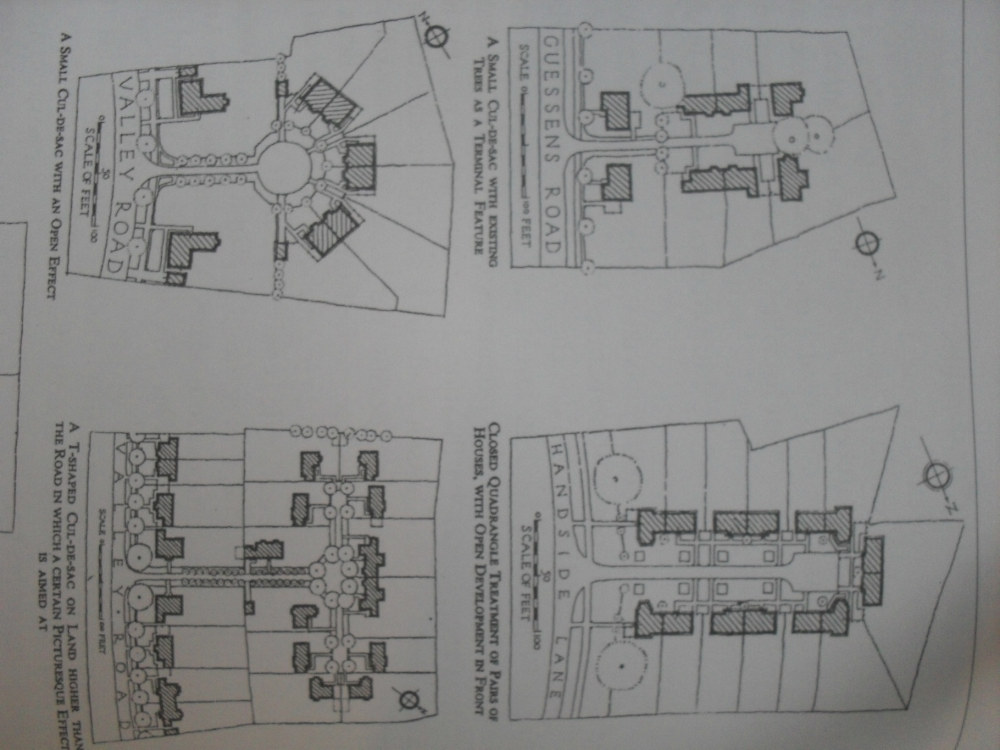 N
GUESSENS ROAD
SCALE 0 100 FEET
A SMALL CUL-DE-SAC WITH EXISTING
TREES AS A TERMINAL FEATURE
N
HANDSIDE LANE
0 50 100
SCALE OF FEET
CLOSED QUADRANGLE TREATMENT OF PAIRS OF
HOUSES, WITH OPEN DEVELOPMENT IN FRONT
N
VALLEY ROAD
0 50 100
SCALE OF FEET
A SMALL CUL-DE-SAC WITH AN OPEN EFFECT
VALLEY ROAD
SCALE 0 100 FEET
A T-SHAPED CUL-DE-SAC ON LAND HIGHER THAN
THE ROAD IN WHICH A CERTAIN PICTURESQUE EFFECT
IS AIMED AT